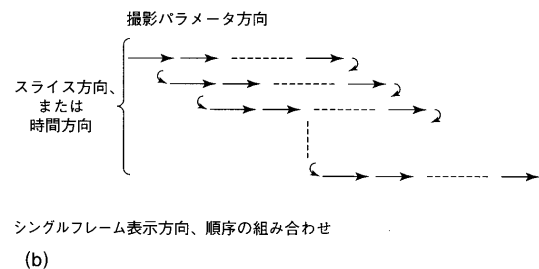 撮影パラメータ方向
スライス方向、
または
時間方向
シングルフレーム表示方向、順序の組み合わせ
(b)